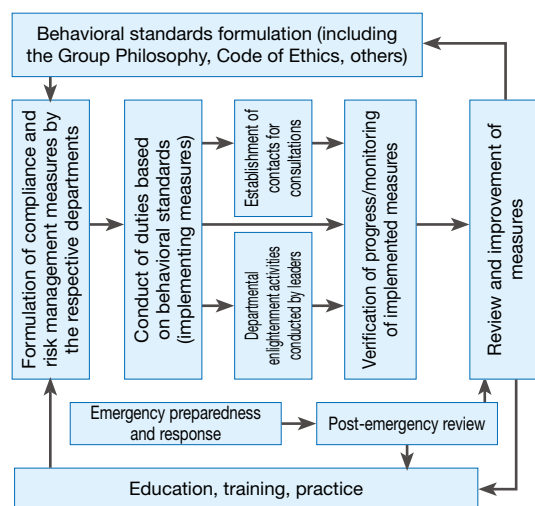 Behavioral standards formulation (including
the Group Philosophy, Code of Ethics, others)
Formulation of compliance and
risk management measures by
the respective departments
Conduct of duties based
on behavioral standards
(implementing measures)
Establishment of
contacts for
consultations
Departmental
enlightenment activities
conducted by leaders
Verification of progress/monitoring
of implemented measures
Review and improvement of
measures
Emergency preparedness
and response
Post-emergency review
Education, training, practice